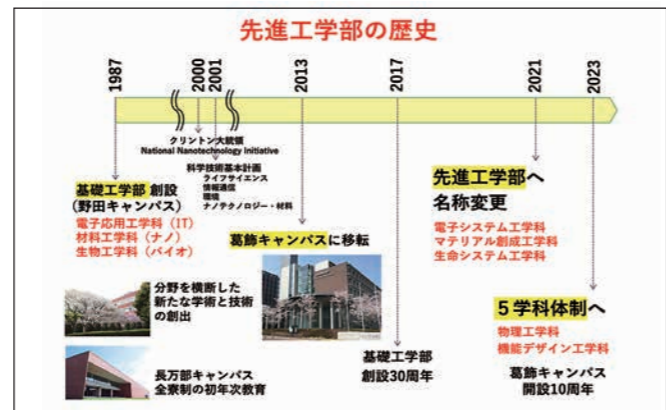 先進工学部の歴史
1987
2000
2001
2013
2017
2021
2023
クリントン大統領
National Nanotechnology Initiative
科学技術基本計画
ライフサイエンス
情報通信
環境
ナノテクノロジー・材料
基礎工学部 創設
(野田キャンパス)
電子応用工学科（IT）
材料工学科（ナノ）
生物工学科（バイオ）
葛飾キャンパスに移転
先進工学部へ
名称変更
電子システム工学科
マテリアル創成工学科
生命システム工学科
分野を横断した
新たな学術と技術
の創出
長万部キャンパス
全寮制の初年次教育
基礎工学部
創設30周年
５学科体制へ
物理工学科
機能デザイン工学科
葛飾キャンパス
開設10周年